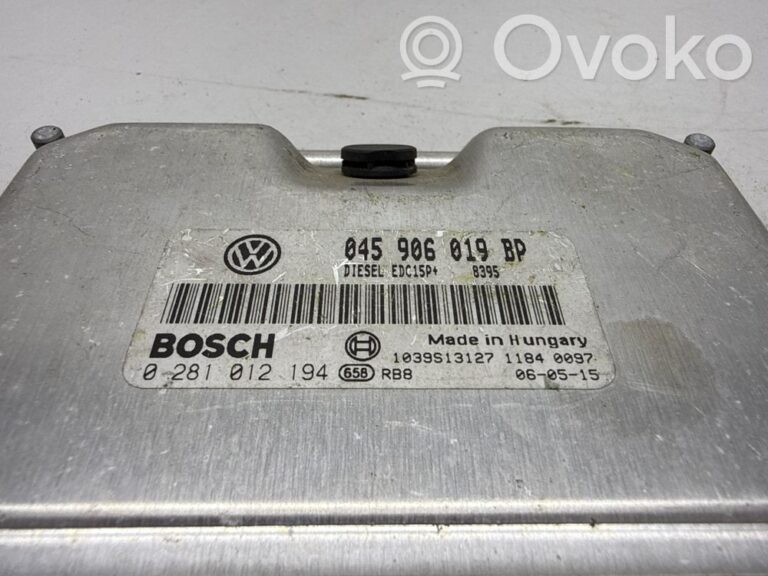 Ovoko
VW 045 906 019 BP
DIESEL EDC15P+ 8395
BOSCH Made in Hungary
1039S13127 1184 0097
0 281 012 194 658 RB8 06-05-15